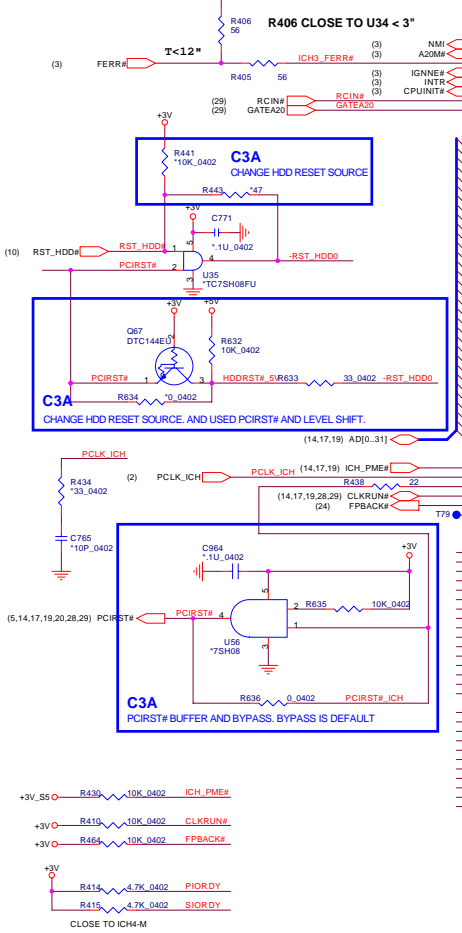 R406
56
R406 CLOSE TO U34 < 3"
T<12"
(3) FERR#
ICH3_FERR#
R405 56
(3) NMI
(3) A20M#
(3) IGNNE#
(3) INTR
(3) CPUINIT#
(29) RCIN# RCIN#
(29) GATEA20 GATEA20
+3V
R441
*10K_0402
C3A
CHANGE HDD RESET SOURCE
R443 *47
+3V
C771
*.1U_0402
5
(10) RST_HDD# RST_HDD# 1
4 -RST_HDD0
PCIRST# 2
3
U35
*TC7SH08FU
+3V +5V
Q67
DTC144EU
2
R632
10K_0402
PCIRST# 1 3 HDDRST_5V R633 33_0402 -RST_HDD0
R634 *0_0402
C3A
CHANGE HDD RESET SOURCE. AND USED PCIRST# AND LEVEL SHIFT.
(14,17,19) AD[0..31]
PCLK_ICH
R434
*33_0402
C765
*10P_0402
(2) PCLK_ICH PCLK_ICH
(14,17,19) ICH_PME#
R438 22
(14,17,19,28,29) CLKRUN#
(24) FPBACK#
T79
C964
*.1U_0402
+3V
5
(5,14,17,19,20,28,29) PCIRST# PCIRST# 4
2 R635 10K_0402
1
U56
*7SH08
3
R636 0_0402 PCIRST#_ICH
C3A
PCIRST# BUFFER AND BYPASS. BYPASS IS DEFAULT
+3V_S5 R430 10K_0402 ICH_PME#
+3V R410 10K_0402 CLKRUN#
+3V R464 10K_0402 FPBACK#
+3V
R414 4.7K_0402 PIORDY
R415 4.7K_0402 SIORDY
CLOSE TO ICH4-M